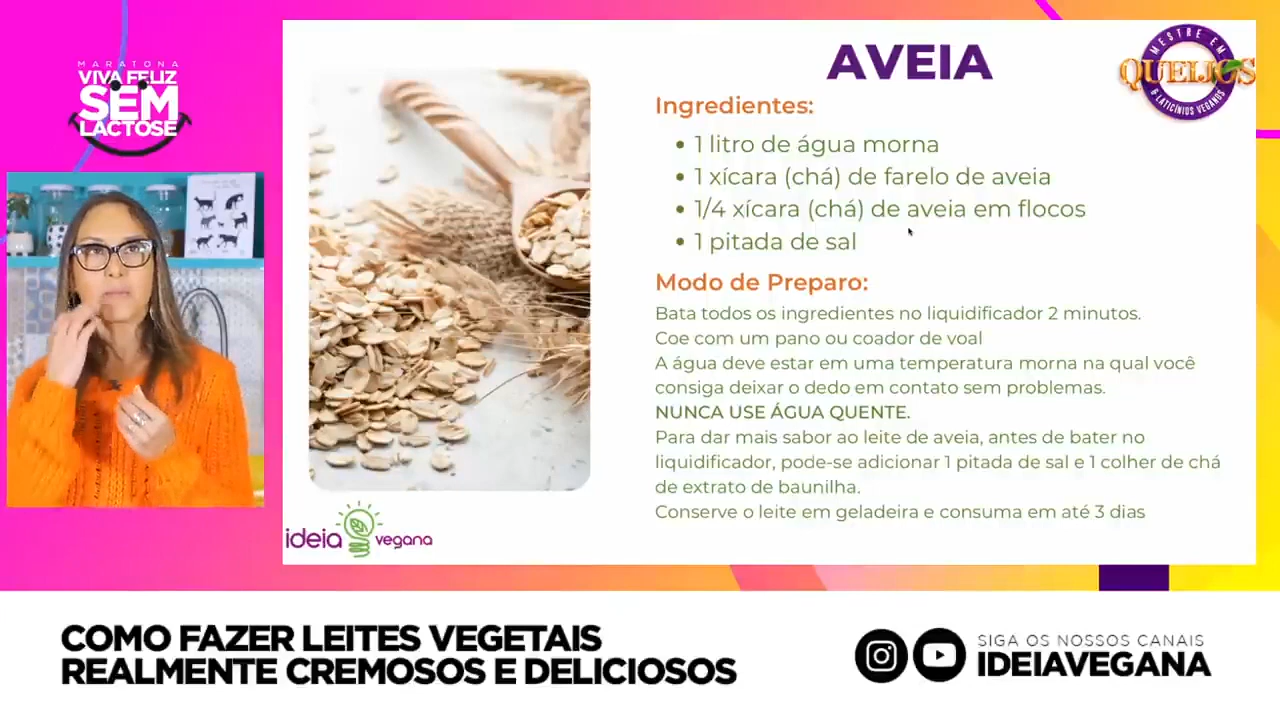 MARATONA
VIVA FELIZ
SEM
LACTOSE
MESTRE EM
QUEIJOS
& LATICÍNIOS VEGANOS
AVEIA
Ingredientes:
• 1 litro de água morna
• 1 xícara (chá) de farelo de aveia
• 1/4 xícara (chá) de aveia em flocos
• 1 pitada de sal
Modo de Preparo:
Bata todos os ingredientes no liquidificador 2 minutos.
Coe com um pano ou coador de voal
A água deve estar em uma temperatura morna na qual você
consiga deixar o dedo em contato sem problemas.
NUNCA USE ÁGUA QUENTE.
Para dar mais sabor ao leite de aveia, antes de bater no
liquidificador, pode-se adicionar 1 pitada de sal e 1 colher de chá
de extrato de baunilha.
Conserve o leite em geladeira e consuma em até 3 dias
ideia vegana
COMO FAZER LEITES VEGETAIS
REALMENTE CREMOSOS E DELICIOSOS
SIGA OS NOSSOS CANAIS
IDEIAVEGANA